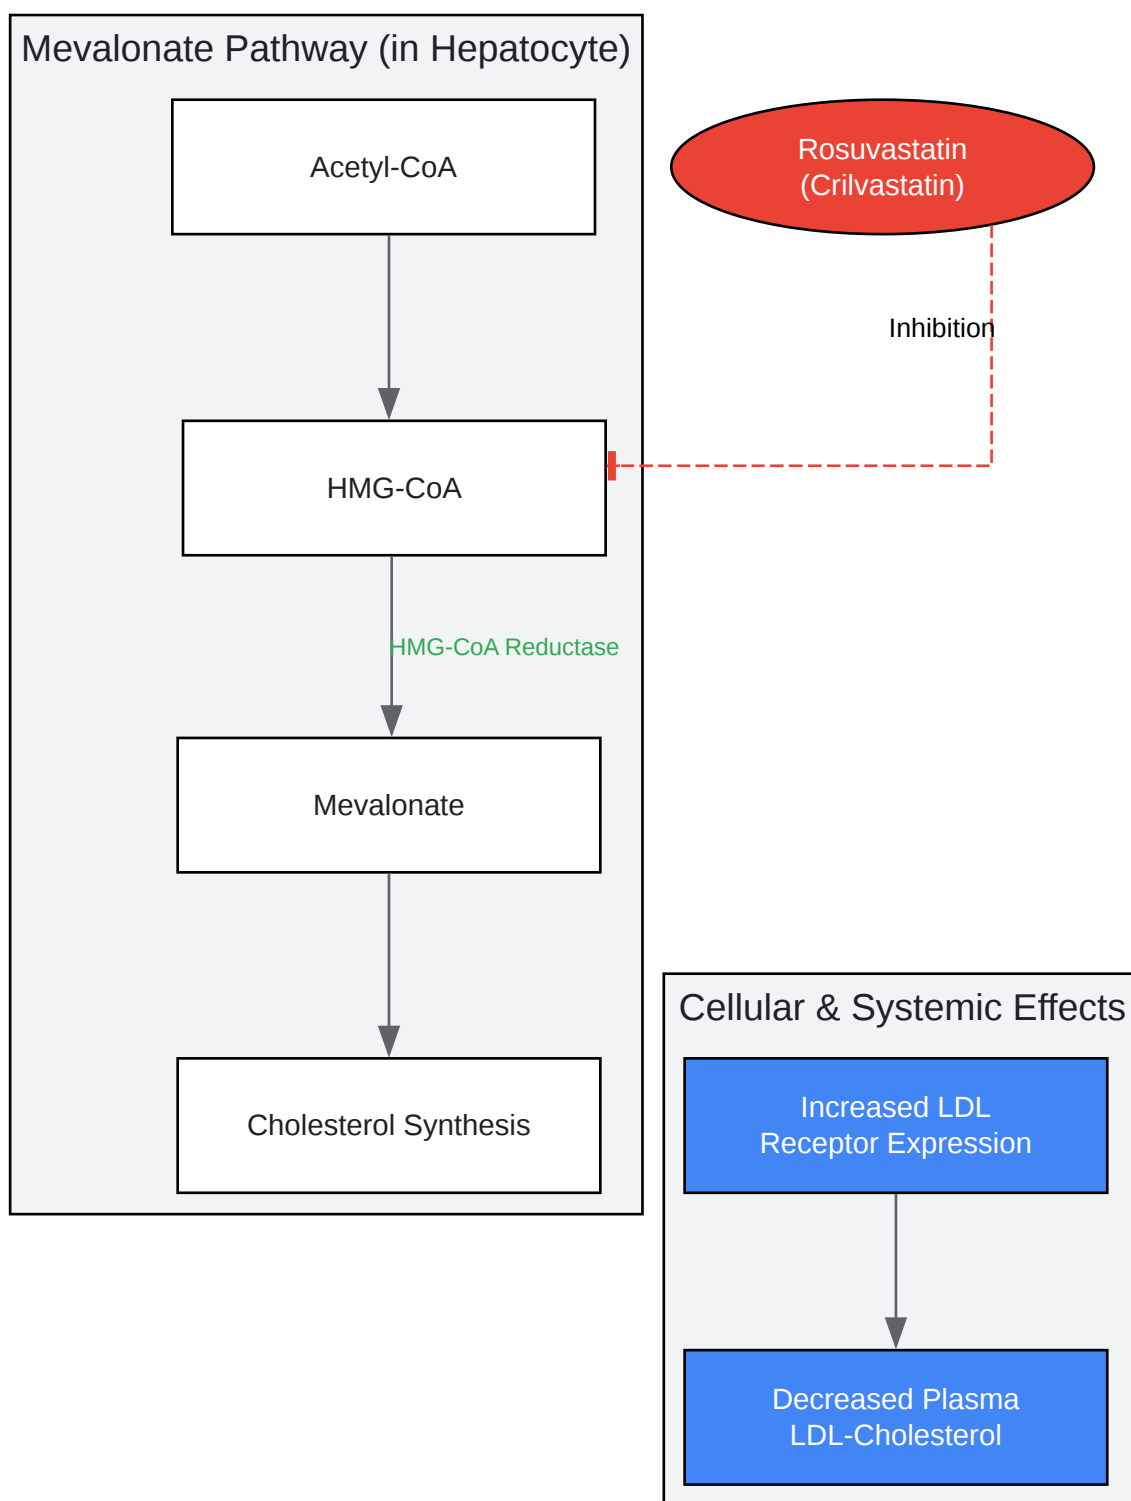 Mevalonate Pathway (in Hepatocyte)
Acetyl-CoA
Rosuvastatin
(Crilvastatin)
Inhibition
HMG-CoA
HMG-CoA Reductase
Mevalonate
Cholesterol Synthesis
Cellular & Systemic Effects
Increased LDL
Receptor Expression
Decreased Plasma
LDL-Cholesterol